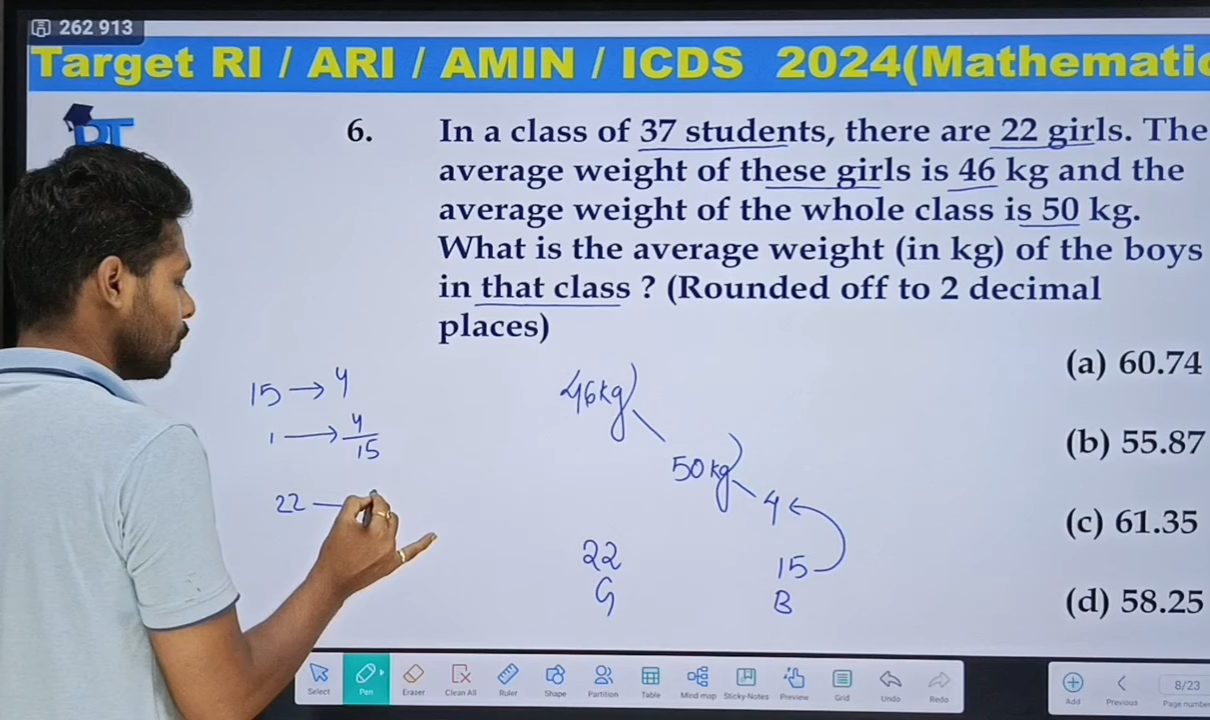 262 913
Target RI / ARI / AMIN / ICDS 2024(Mathematic
DT
6. In a class of 37 students, there are 22 girls. The
average weight of these girls is 46 kg and the
average weight of the whole class is 50 kg.
What is the average weight (in kg) of the boys
in that class ? (Rounded off to 2 decimal
places)
(a) 60.74
(b) 55.87
(c) 61.35
(d) 58.25
15 → 4
1 → 4/15
22 —
46kg
50kg
4
22 15
G B
Select Pen Eraser Clean All Ruler Shape Partition Table Mind map Sticky-Notes Preview Grid Undo Redo
Add Previous 8/23 Page number